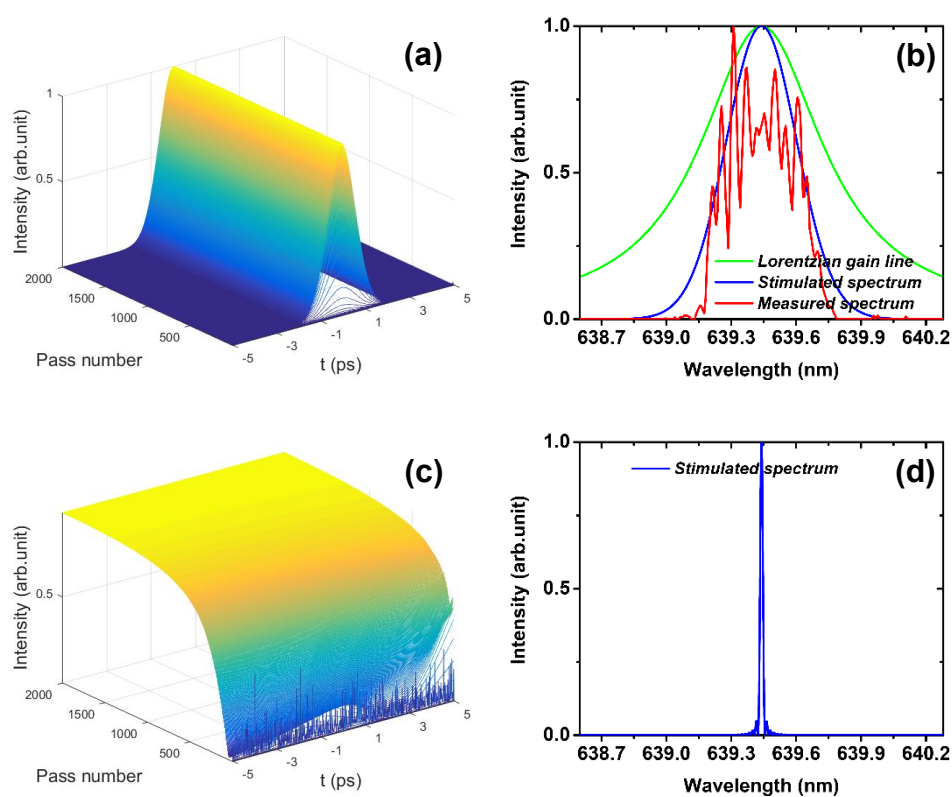 (a)
Intensity (arb.unit)
1
0.5
2000
1500
1000
500
Pass number
-5
-3
-1
1
3
5
t (ps)
(b)
Intensity (arb.unit)
1.0
0.5
0.0
Lorentzian gain line
Stimulated spectrum
Measured spectrum
638.7 639.0 639.3 639.6 639.9 640.2
Wavelength (nm)
(c)
Intensity (arb.unit)
0.5
2000
1500
1000
500
Pass number
-5
-3
-1
1
3
5
t (ps)
(d)
Intensity (arb.unit)
1.0
0.5
0.0
Stimulated spectrum
638.7 639.0 639.3 639.6 639.9 640.2
Wavelength (nm)